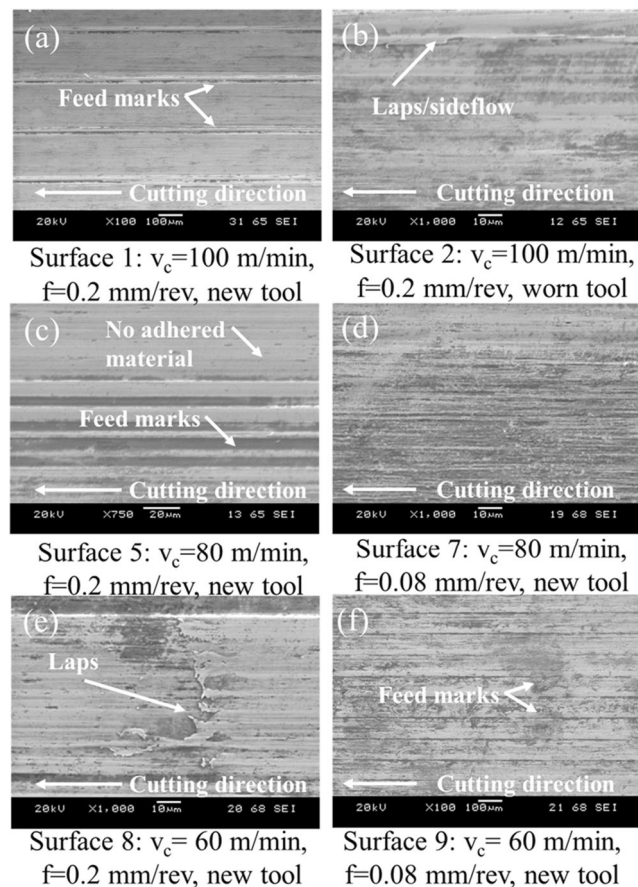 (a)
Feed marks
Cutting direction
20kV X100 100μm 31 65 SEI
Surface 1: vc=100 m/min,
f=0.2 mm/rev, new tool
(b)
Laps/sideflow
Cutting direction
20kV X1,000 10μm 12 65 SEI
Surface 2: vc=100 m/min,
f=0.2 mm/rev, worn tool
(c)
No adhered
material
Feed marks
Cutting direction
20kV X750 20μm 13 65 SEI
Surface 5: vc=80 m/min,
f=0.2 mm/rev, new tool
(d)
Cutting direction
20kV X1,000 10μm 19 68 SEI
Surface 7: vc=80 m/min,
f=0.08 mm/rev, new tool
(e)
Laps
Cutting direction
20kV X1,000 10μm 20 68 SEI
Surface 8: vc= 60 m/min,
f=0.2 mm/rev, new tool
(f)
Feed marks
Cutting direction
20kV X100 100μm 21 68 SEI
Surface 9: vc= 60 m/min,
f=0.08 mm/rev, new tool